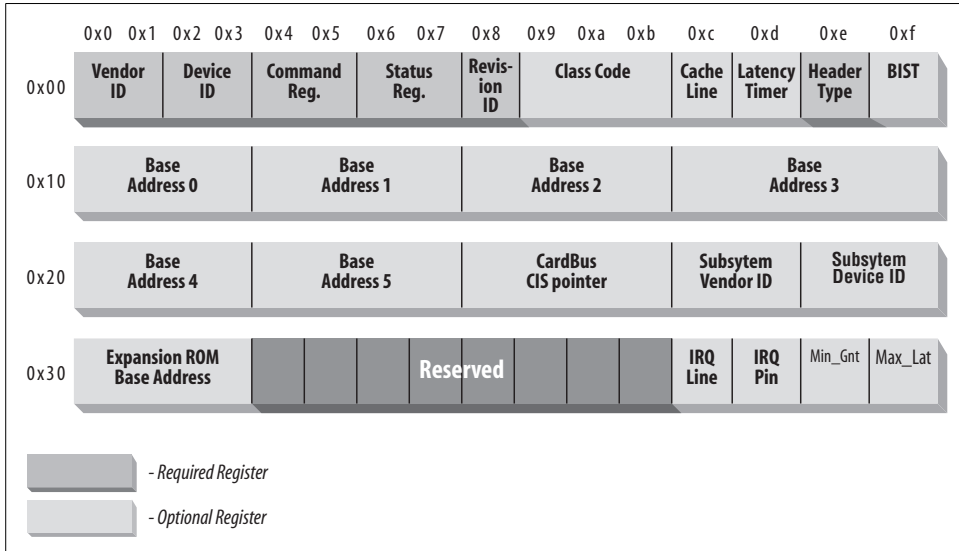 0x0 0x1 0x2 0x3 0x4 0x5 0x6 0x7 0x8 0x9 0xa 0xb 0xc 0xd 0xe 0xf
0x00
Vendor
ID
Device
ID
Command
Reg.
Status
Reg.
Revis-
ion
ID
Class Code
Cache
Line
Latency
Timer
Header
Type
BIST
0x10
Base
Address 0
Base
Address 1
Base
Address 2
Base
Address 3
0x20
Base
Address 4
Base
Address 5
CardBus
CIS pointer
Subsytem
Vendor ID
Subsytem
Device ID
0x30
Expansion ROM
Base Address
Reserved
IRQ
Line
IRQ
Pin
Min_Gnt
Max_Lat
- Required Register
- Optional Register